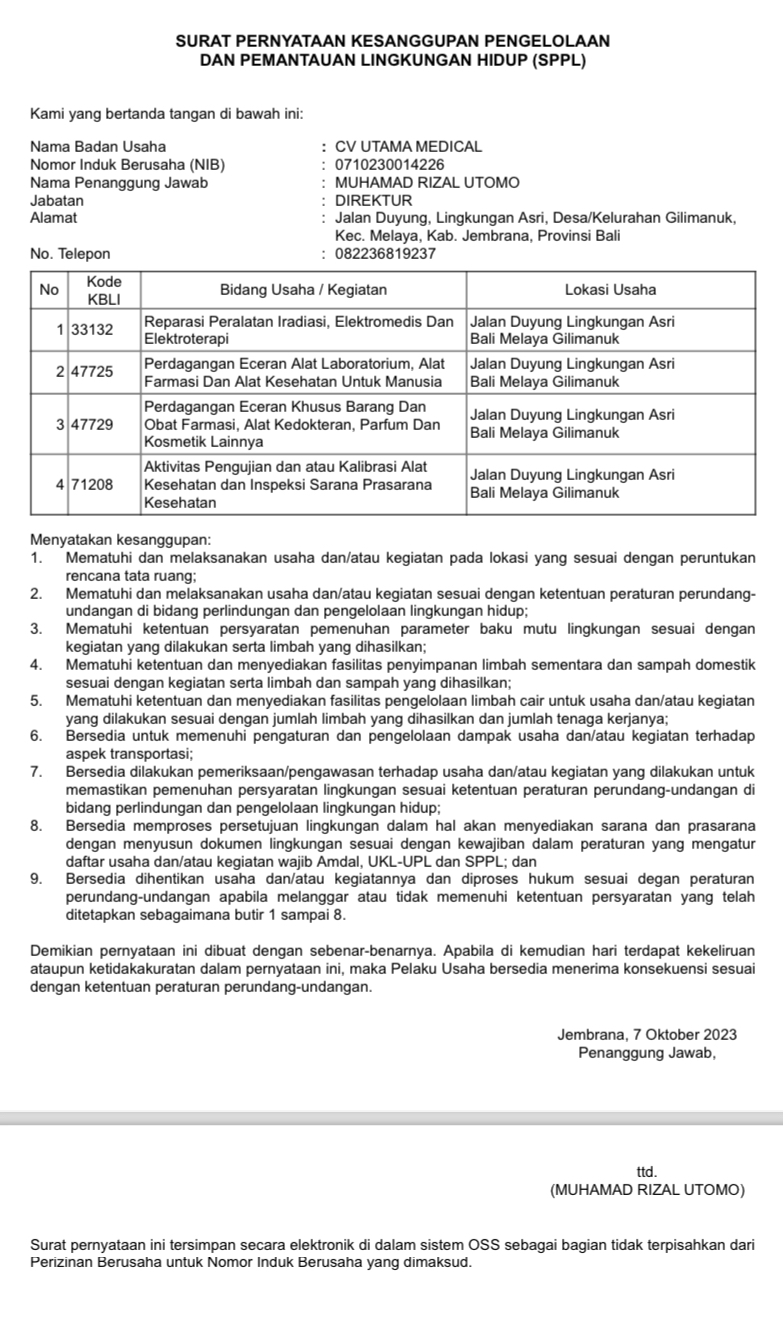 SURAT PERNYATAAN KESANGGUPAN PENGELOLAAN
DAN PEMANTAUAN LINGKUNGAN HIDUP (SPPL)
Kami yang bertanda tangan di bawah ini:
Nama Badan Usaha : CV UTAMA MEDICAL
Nomor Induk Berusaha (NIB) : 0710230014226
Nama Penanggung Jawab : MUHAMAD RIZAL UTOMO
Jabatan : DIREKTUR
Alamat : Jalan Duyung, Lingkungan Asri, Desa/Kelurahan Gilimanuk,
Kec. Melaya, Kab. Jembrana, Provinsi Bali
No. Telepon : 082236819237
No Kode KBLI Bidang Usaha / Kegiatan Lokasi Usaha
1 33132 Reparasi Peralatan Iradiasi, Elektromedis Dan Jalan Duyung Lingkungan Asri
Elektroterapi Bali Melaya Gilimanuk
2 47725 Perdagangan Eceran Alat Laboratorium, Alat Jalan Duyung Lingkungan Asri
Farmasi Dan Alat Kesehatan Untuk Manusia Bali Melaya Gilimanuk
3 47729 Perdagangan Eceran Khusus Barang Dan Jalan Duyung Lingkungan Asri
Obat Farmasi, Alat Kedokteran, Parfum Dan Bali Melaya Gilimanuk
Kosmetik Lainnya
4 71208 Aktivitas Pengujian dan atau Kalibrasi Alat Jalan Duyung Lingkungan Asri
Kesehatan dan Inspeksi Sarana Prasarana Bali Melaya Gilimanuk
Kesehatan
Menyatakan kesanggupan:
1. Mematuhi dan melaksanakan usaha dan/atau kegiatan pada lokasi yang sesuai dengan peruntukan
rencana tata ruang;
2. Mematuhi dan melaksanakan usaha dan/atau kegiatan sesuai dengan ketentuan peraturan perundang-
undangan di bidang perlindungan dan pengelolaan lingkungan hidup;
3. Mematuhi ketentuan persyaratan pemenuhan parameter baku mutu lingkungan sesuai dengan
kegiatan yang dilakukan serta limbah yang dihasilkan;
4. Mematuhi ketentuan dan menyediakan fasilitas penyimpanan limbah sementara dan sampah domestik
sesuai dengan kegiatan serta limbah dan sampah yang dihasilkan;
5. Mematuhi ketentuan dan menyediakan fasilitas pengelolaan limbah cair untuk usaha dan/atau kegiatan
yang dilakukan sesuai dengan jumlah limbah yang dihasilkan dan jumlah tenaga kerjanya;
6. Bersedia untuk memenuhi pengaturan dan pengelolaan dampak usaha dan/atau kegiatan terhadap
aspek transportasi;
7. Bersedia dilakukan pemeriksaan/pengawasan terhadap usaha dan/atau kegiatan yang dilakukan untuk
memastikan pemenuhan persyaratan lingkungan sesuai ketentuan peraturan perundang-undangan di
bidang perlindungan dan pengelolaan lingkungan hidup;
8. Bersedia memproses persetujuan lingkungan dalam hal akan menyediakan sarana dan prasarana
dengan menyusun dokumen lingkungan sesuai dengan kewajiban dalam peraturan yang mengatur
daftar usaha dan/atau kegiatan wajib Amdal, UKL-UPL dan SPPL; dan
9. Bersedia dihentikan usaha dan/atau kegiatannya dan diproses hukum sesuai degan peraturan
perundang-undangan apabila melanggar atau tidak memenuhi ketentuan persyaratan yang telah
ditetapkan sebagaimana butir 1 sampai 8.
Demikian pernyataan ini dibuat dengan sebenar-benarnya. Apabila di kemudian hari terdapat kekeliruan
ataupun ketidakakuratan dalam pernyataan ini, maka Pelaku Usaha bersedia menerima konsekuensi sesuai
dengan ketentuan peraturan perundang-undangan.
Jembrana, 7 Oktober 2023
Penanggung Jawab,
ttd.
(MUHAMAD RIZAL UTOMO)
Surat pernyataan ini tersimpan secara elektronik di dalam sistem OSS sebagai bagian tidak terpisahkan dari
Perizinan Berusaha untuk Nomor Induk Berusaha yang dimaksud.